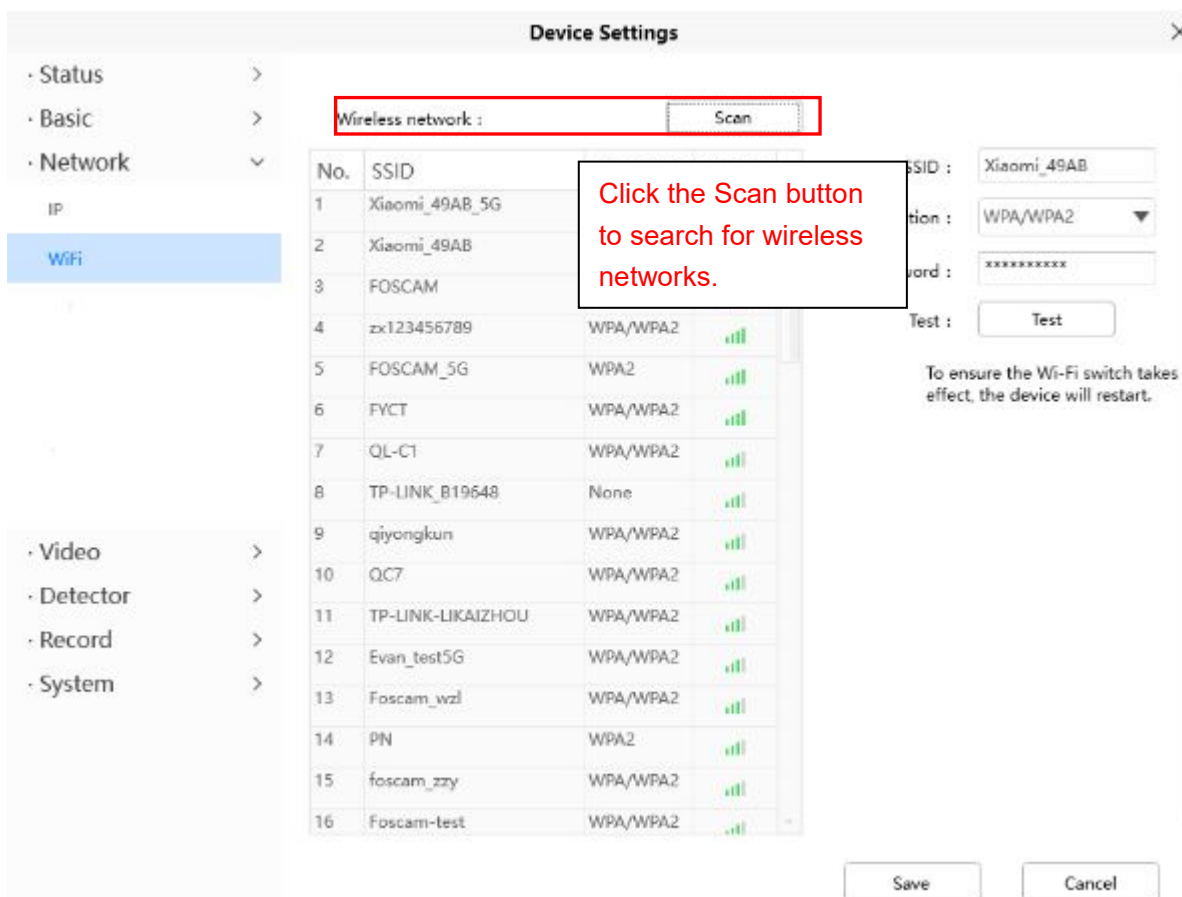 Device Settings
· Status
· Basic
· Network
IP
WiFi
· Video
· Detector
· Record
· System
Wireless network : Scan
No. SSID
1 Xiaomi_49AB_5G
2 Xiaomi_49AB
3 FOSCAM
4 zx123456789 WPA/WPA2
5 FOSCAM_5G WPA2
6 FYCT WPA/WPA2
7 QL-C1 WPA/WPA2
8 TP-LINK_B19648 None
9 qiyongkun WPA/WPA2
10 QC7 WPA/WPA2
11 TP-LINK-LIKAIZHOU WPA/WPA2
12 Evan_test5G WPA/WPA2
13 Foscam_wzl WPA/WPA2
14 PN WPA2
15 foscam_zzy WPA/WPA2
16 Foscam-test WPA/WPA2
Click the Scan button
to search for wireless
networks.
SSID : Xiaomi_49AB
tion : WPA/WPA2
word : **********
Test : Test
To ensure the Wi-Fi switch takes
effect, the device will restart.
Save Cancel